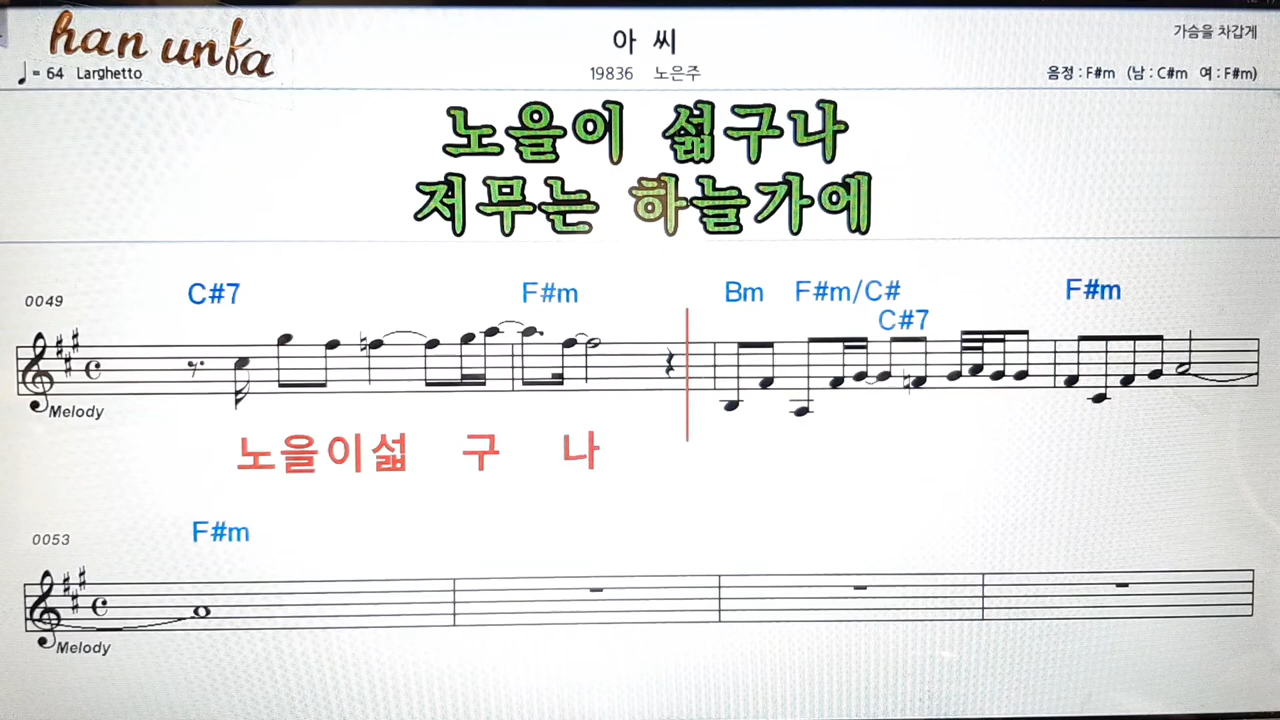 han unfa
아 씨
가슴을 차갑게
♩ = 64 Larghetto
19836 노은주
음정 : F#m (남 : C#m 여 : F#m)
노을이 섧구나
저무는 하늘가에
0049
C#7 F#m Bm F#m/C# F#m
C#7
Melody
노을이섧 구 나
0053
F#m
Melody